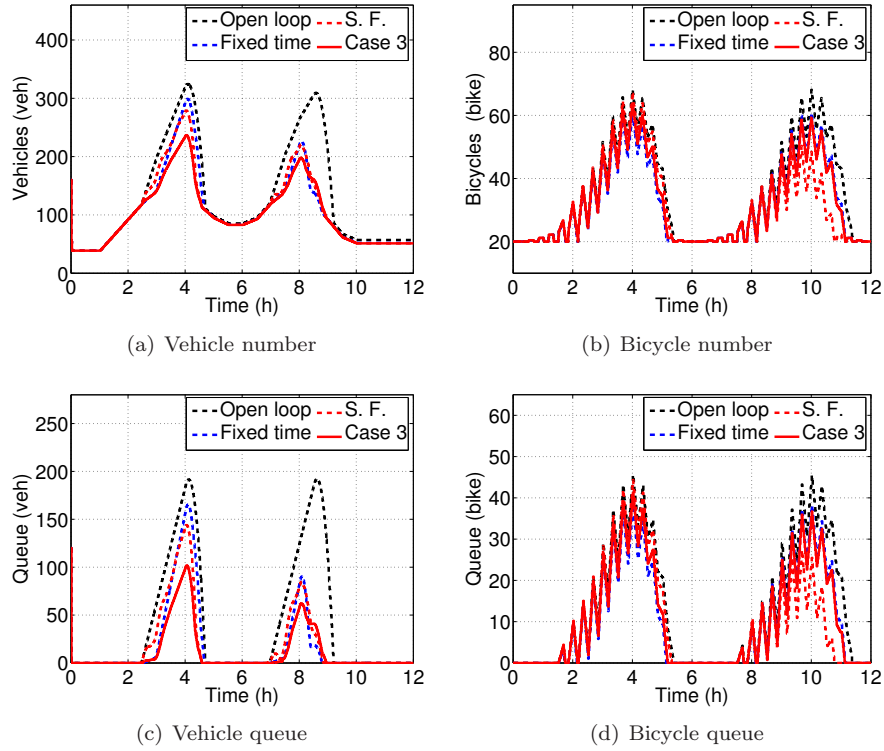 Open loop
S. F.
Fixed time
Case 3
Vehicles (veh)
400
300
200
100
0
0 2 4 6 8 10 12
Time (h)
(a) Vehicle number
Open loop
S. F.
Fixed time
Case 3
Bicycles (bike)
80
60
40
20
0 2 4 6 8 10 12
Time (h)
(b) Bicycle number
Open loop
S. F.
Fixed time
Case 3
Queue (veh)
250
200
150
100
50
0
0 2 4 6 8 10 12
Time (h)
(c) Vehicle queue
Open loop
S. F.
Fixed time
Case 3
Queue (bike)
60
50
40
30
20
10
0
0 2 4 6 8 10 12
Time (h)
(d) Bicycle queue